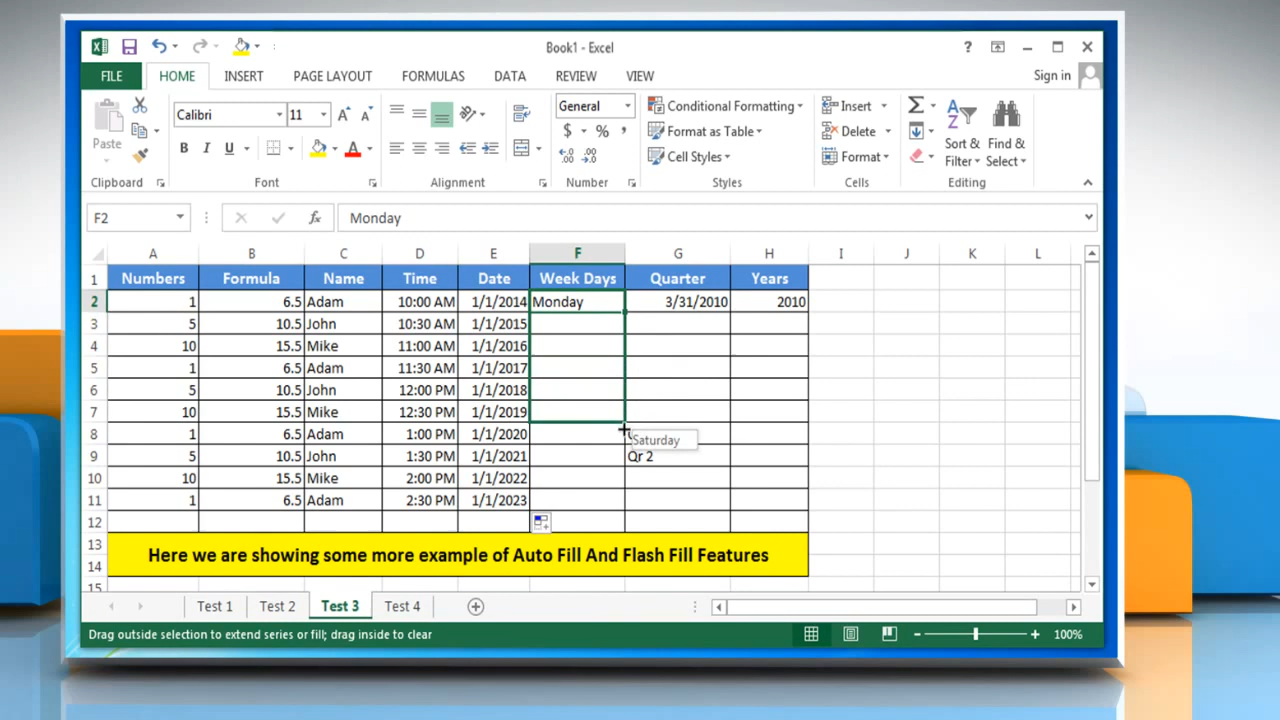 Book1 - Excel
?
FILE HOME INSERT PAGE LAYOUT FORMULAS DATA REVIEW VIEW Sign in
Calibri 11 General Conditional Formatting Insert
Paste B I U A $ % , Format as Table Delete Sort & Find &
Cell Styles Format Filter Select
Clipboard Font Alignment Number Styles Cells Editing
F2 fx Monday
A B C D E F G H I J K L
1 Numbers Formula Name Time Date Week Days Quarter Years
2 1 6.5 Adam 10:00 AM 1/1/2014 Monday 3/31/2010 2010
3 5 10.5 John 10:30 AM 1/1/2015
4 10 15.5 Mike 11:00 AM 1/1/2016
5 1 6.5 Adam 11:30 AM 1/1/2017
6 5 10.5 John 12:00 PM 1/1/2018
7 10 15.5 Mike 12:30 PM 1/1/2019
8 1 6.5 Adam 1:00 PM 1/1/2020 Saturday
9 5 10.5 John 1:30 PM 1/1/2021 Qr 2
10 10 15.5 Mike 2:00 PM 1/1/2022
11 1 6.5 Adam 2:30 PM 1/1/2023
12
13 Here we are showing some more example of Auto Fill And Flash Fill Features
14
15
Test 1 Test 2 Test 3 Test 4
Drag outside selection to extend series or fill; drag inside to clear 100%